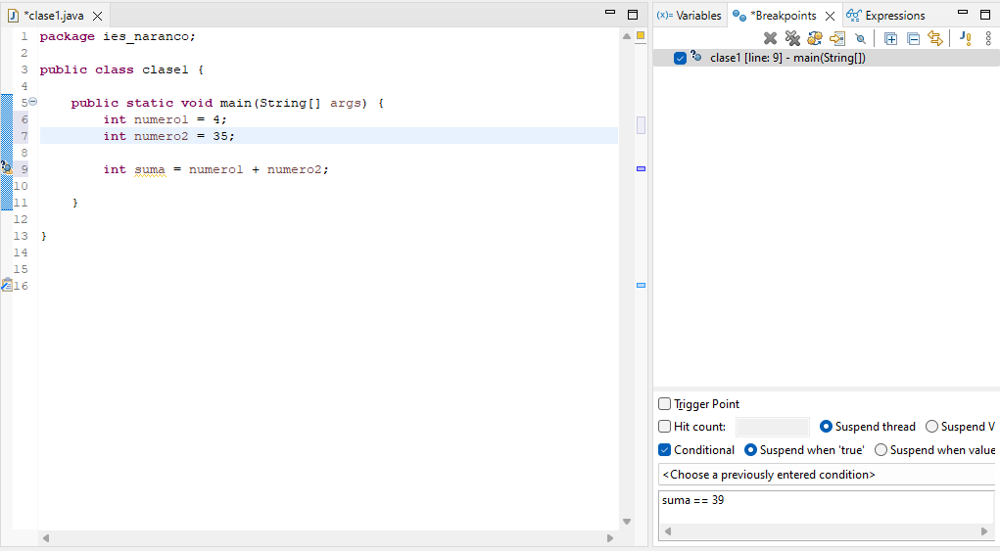 *clase1.java
1 package ies_naranco;
2
3 public class clase1 {
4
5 public static void main(String[] args) {
6 int numero1 = 4;
7 int numero2 = 35;
8
9 int suma = numero1 + numero2;
10
11 }
12
13 }
14
15
16
(x)= Variables
*Breakpoints
Expressions
clase1 [line: 9] - main(String[])
Trigger Point
Hit count:
Suspend thread
Suspend V
Conditional
Suspend when 'true'
Suspend when value
<Choose a previously entered condition>
suma == 39